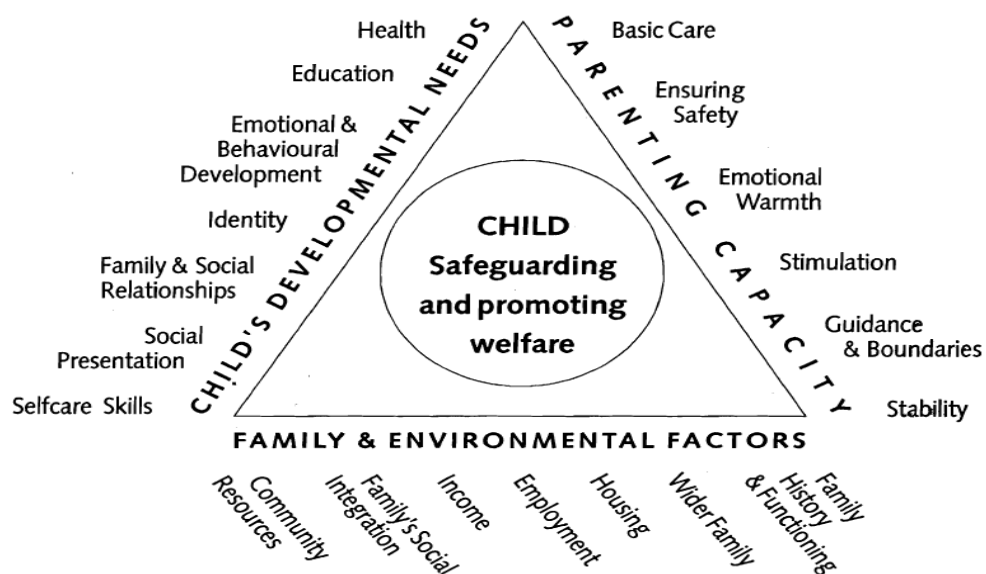 Health
Education
Emotional &
Behavioural
Development
Identity
Family & Social
Relationships
Social
Presentation
Selfcare Skills
CHILD'S DEVELOPMENTAL NEEDS
CHILD
Safeguarding
and promoting
welfare
PARENTING CAPACITY
Basic Care
Ensuring
Safety
Emotional
Warmth
Stimulation
Guidance
& Boundaries
Stability
FAMILY & ENVIRONMENTAL FACTORS
Community
Resources
Family's Social
Integration
Income
Employment
Housing
Wider Family
Family
History
& Functioning